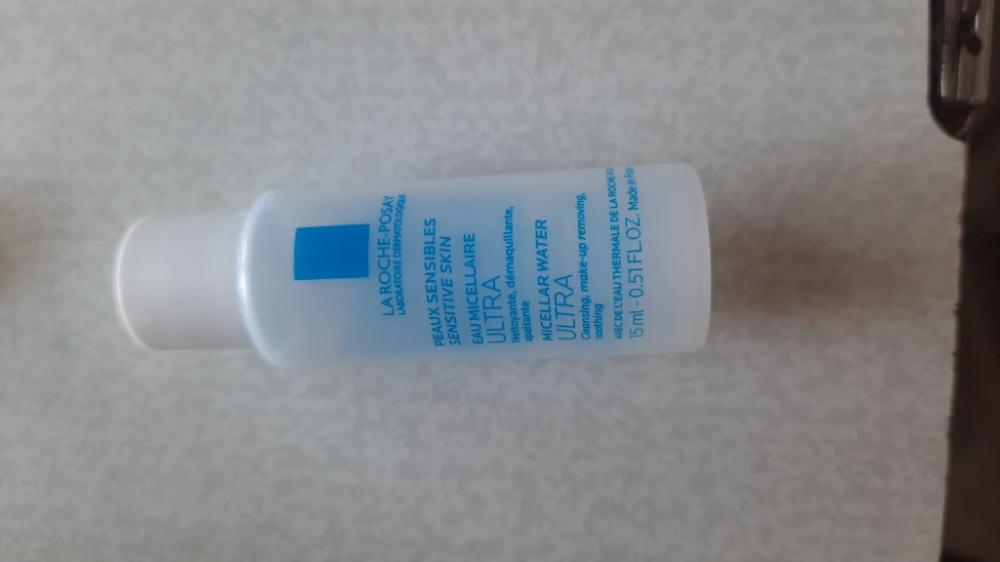 LA ROCHE-POSAY
LABORATOIRE DERMATOLOGIQUE
PEAUX SENSIBLES
SENSITIVE SKIN
EAU MICELLAIRE
ULTRA
Nettoyante, démaquillante,
apaisante
MICELLAR WATER
ULTRA
Cleansing, make-up removing,
soothing
AVEC DE L'EAU THERMALE DE LA ROCHE-
15 ml - 0.51 FL.OZ. Made in